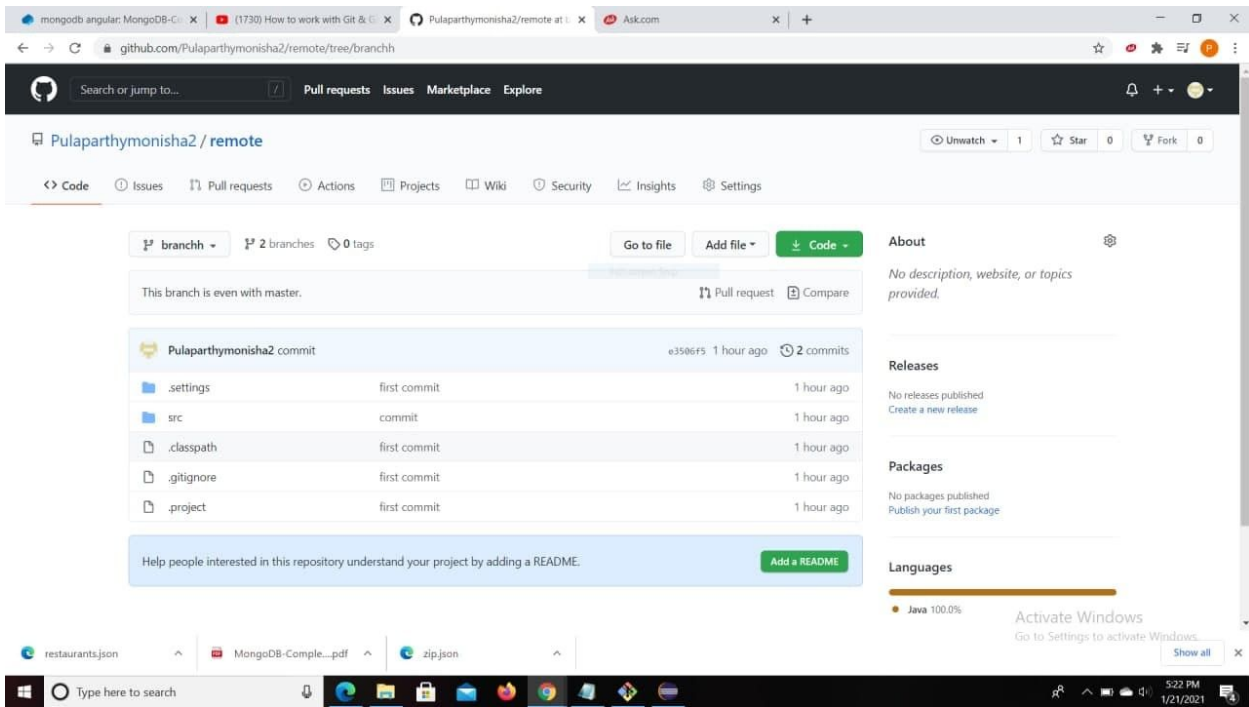 mongodb angular: MongoDB-C
(1730) How to work with Git & G
Pulaparthymonisha2/remote at b
Ask.com
github.com/Pulaparthymonisha2/remote/tree/branchh
P
Search or jump to... / Pull requests Issues Marketplace Explore
Pulaparthymonisha2 / remote
Unwatch 1 Star 0 Fork 0
Code Issues Pull requests Actions Projects Wiki Security Insights Settings
branchh 2 branches 0 tags Go to file Add file Code
This branch is even with master. Pull request Compare
Pulaparthymonisha2 commit e3506f5 1 hour ago 2 commits
.settings first commit 1 hour ago
src commit 1 hour ago
.classpath first commit 1 hour ago
.gitignore first commit 1 hour ago
.project first commit 1 hour ago
Help people interested in this repository understand your project by adding a README. Add a README
About
No description, website, or topics
provided.
Releases
No releases published
Create a new release
Packages
No packages published
Publish your first package
Languages
Java 100.0%
Activate Windows
Go to Settings to activate Windows.
restaurants.json MongoDB-Comple....pdf zip.json Show all
Type here to search
5:22 PM
1/21/2021
4